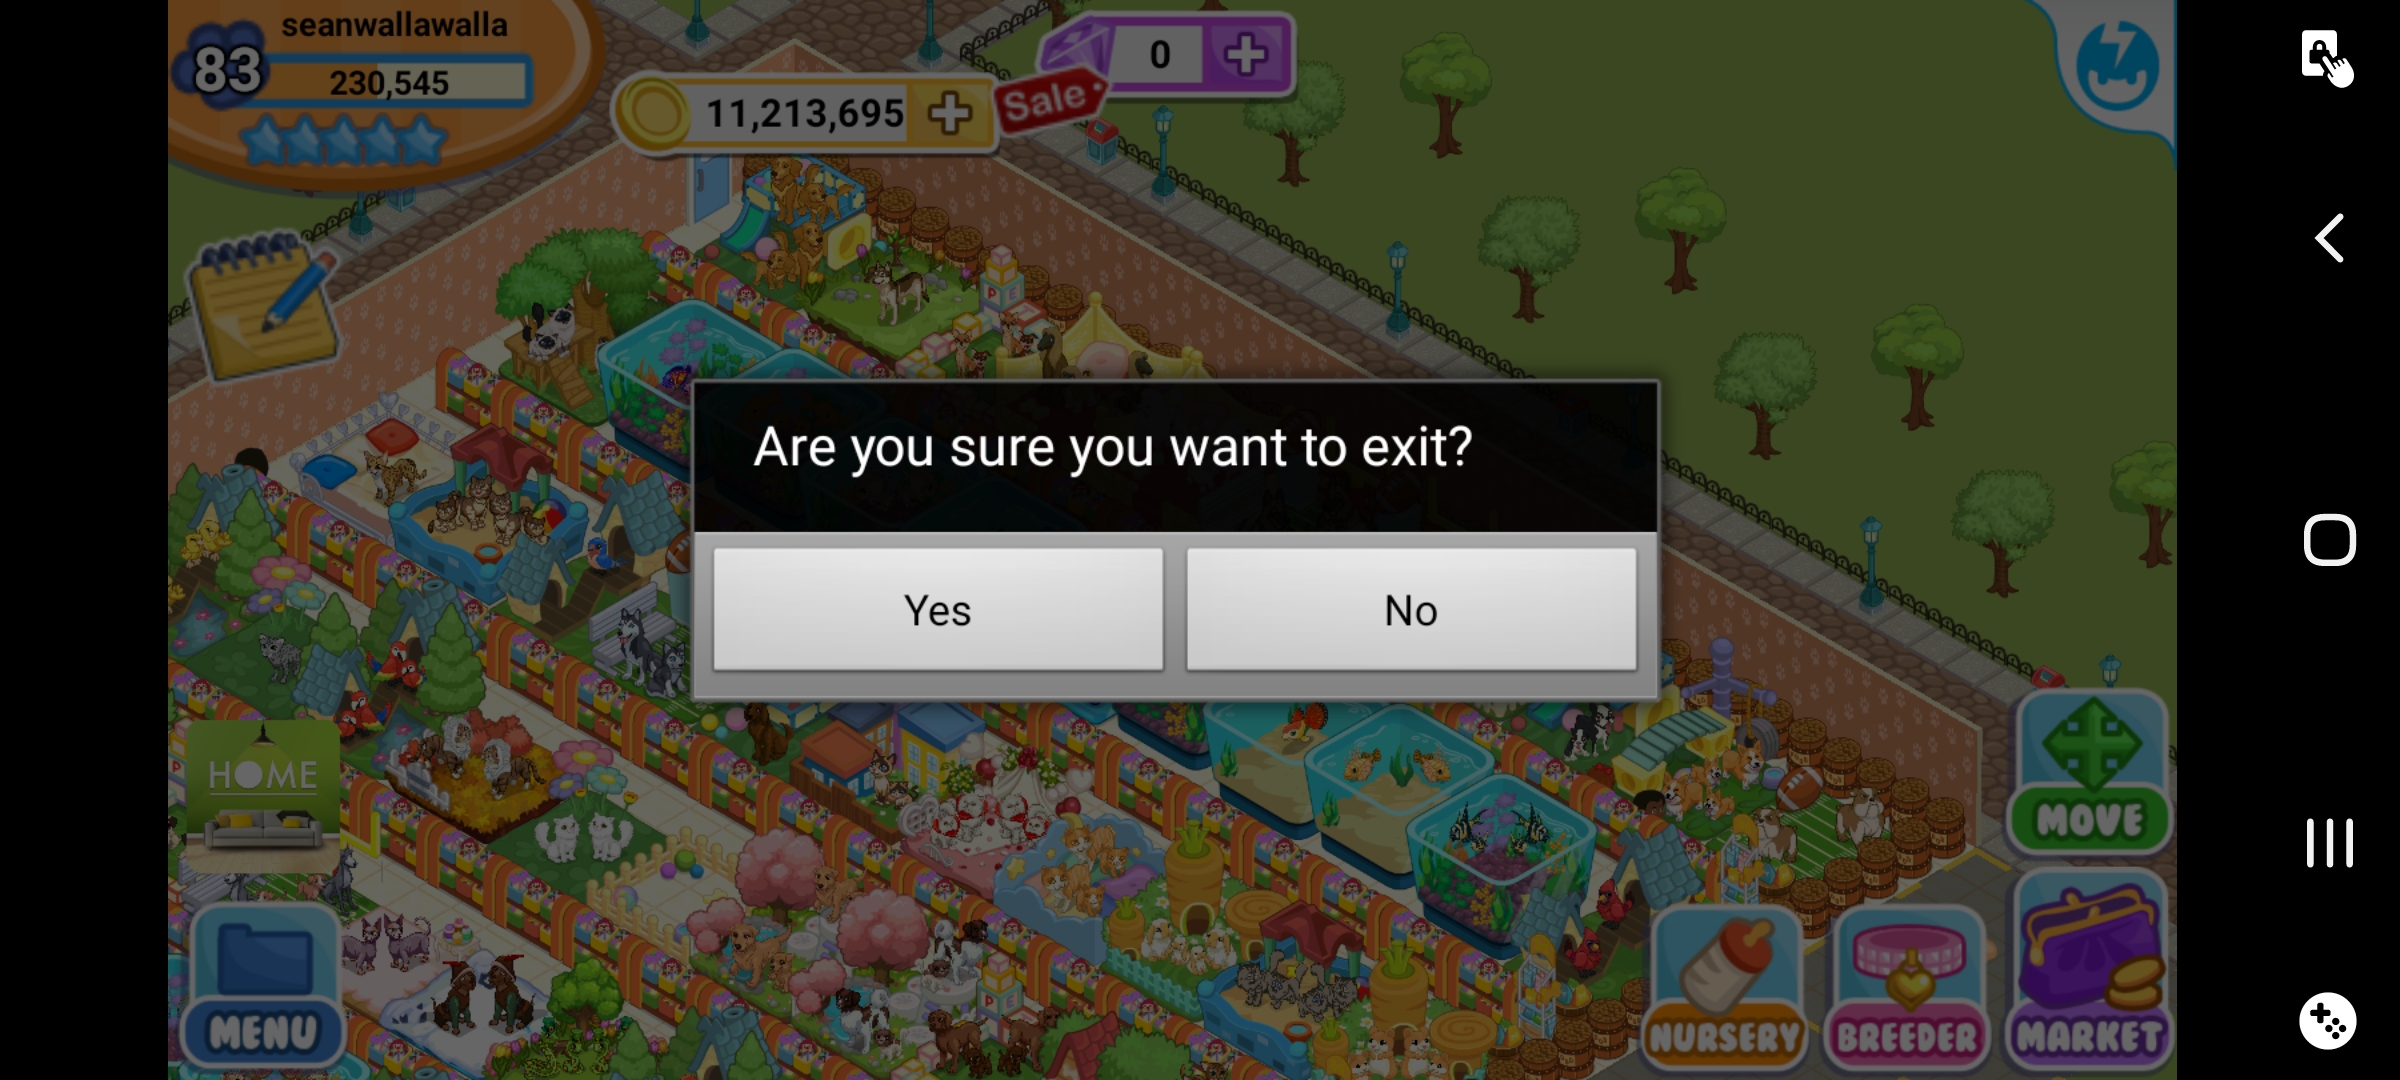 seanwallawalla
83
230,545
0
11,213,695
Sale
Are you sure you want to exit?
Yes
No
HOME
MOVE
MENU
NURSERY
BREEDER
MARKET